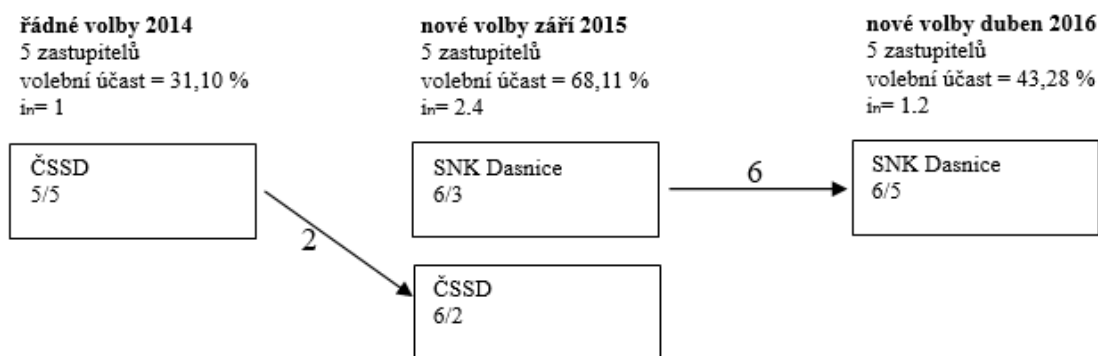 řádné volby 2014
5 zastupitelů
volební účast = 31,10 %
in= 1
ČSSD
5/5
2
nové volby září 2015
5 zastupitelů
volební účast = 68,11 %
in= 2.4
SNK Dasnice
6/3
ČSSD
6/2
6
nové volby duben 2016
5 zastupitelů
volební účast = 43,28 %
in= 1.2
SNK Dasnice
6/5